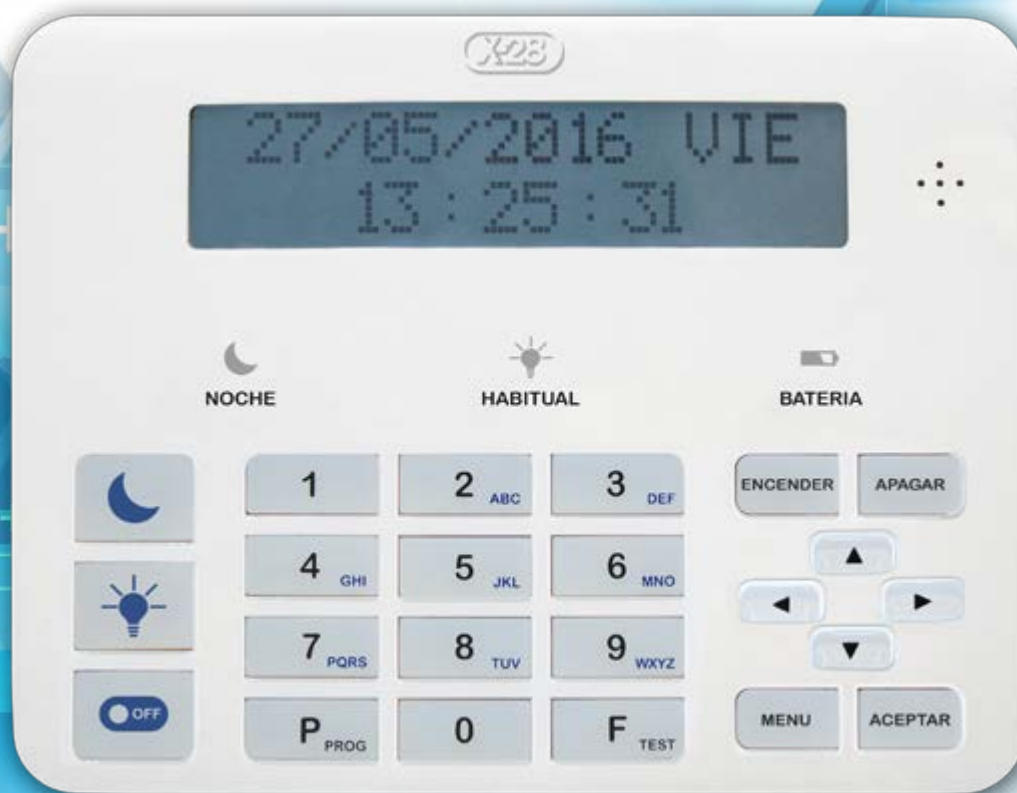 X-28
27/05/2016 VIE
13:25:31
NOCHE HABITUAL BATERIA
1 2 ABC 3 DEF ENCENDER APAGAR
4 GHI 5 JKL 6 MNO
7 PQRS 8 TUV 9 WXYZ
OFF P PROG 0 F TEST MENU ACEPTAR